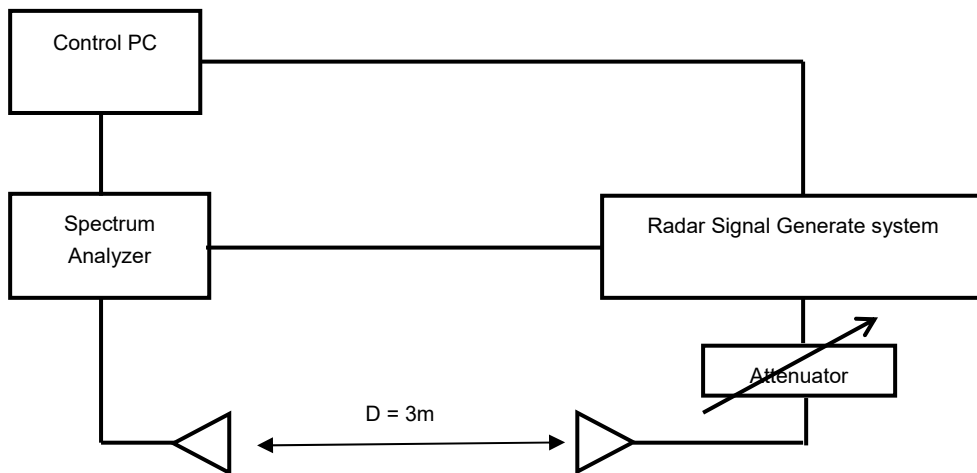 Control PC
Spectrum
Analyzer
Radar Signal Generate system
Attenuator
D = 3m